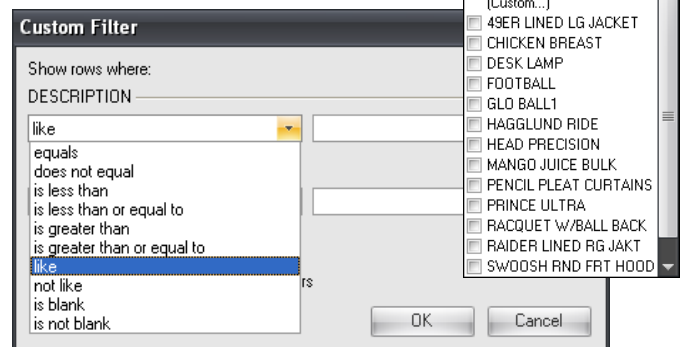 Custom Filter
Show rows where:
DESCRIPTION
like
equals
does not equal
is less than
is less than or equal to
is greater than
is greater than or equal to
like
not like
is blank
is not blank
rs
OK
Cancel
(Custom...)
49ER LINED LG JACKET
CHICKEN BREAST
DESK LAMP
FOOTBALL
GLO BALL1
HAGGLUND RIDE
HEAD PRECISION
MANGO JUICE BULK
PENCIL PLEAT CURTAINS
PRINCE ULTRA
RACQUET W/BALL BACK
RAIDER LINED RG JAKT
SWOOSH RND FRT HOOD